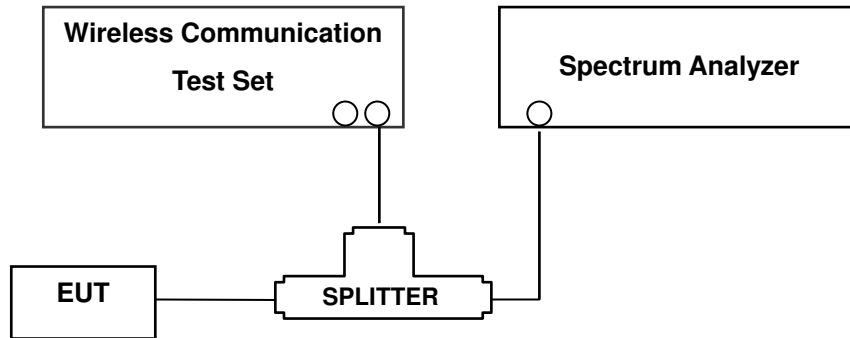 Wireless Communication
Test Set
Spectrum Analyzer
EUT
SPLITTER